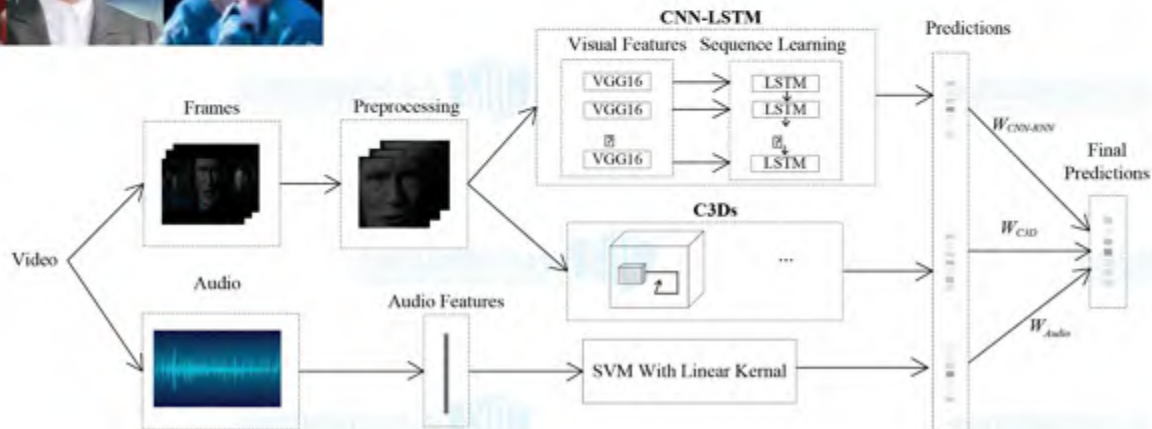 CNN-LSTM
Visual Features
Sequence Learning
Predictions
VGG16
LSTM
VGG16
LSTM
VGG16
LSTM
Frames
Preprocessing
W_CNN-RNN
Final
Predictions
C3Ds
W_C3D
...
Video
Audio
Audio Features
W_Audio
SVM With Linear Kernal